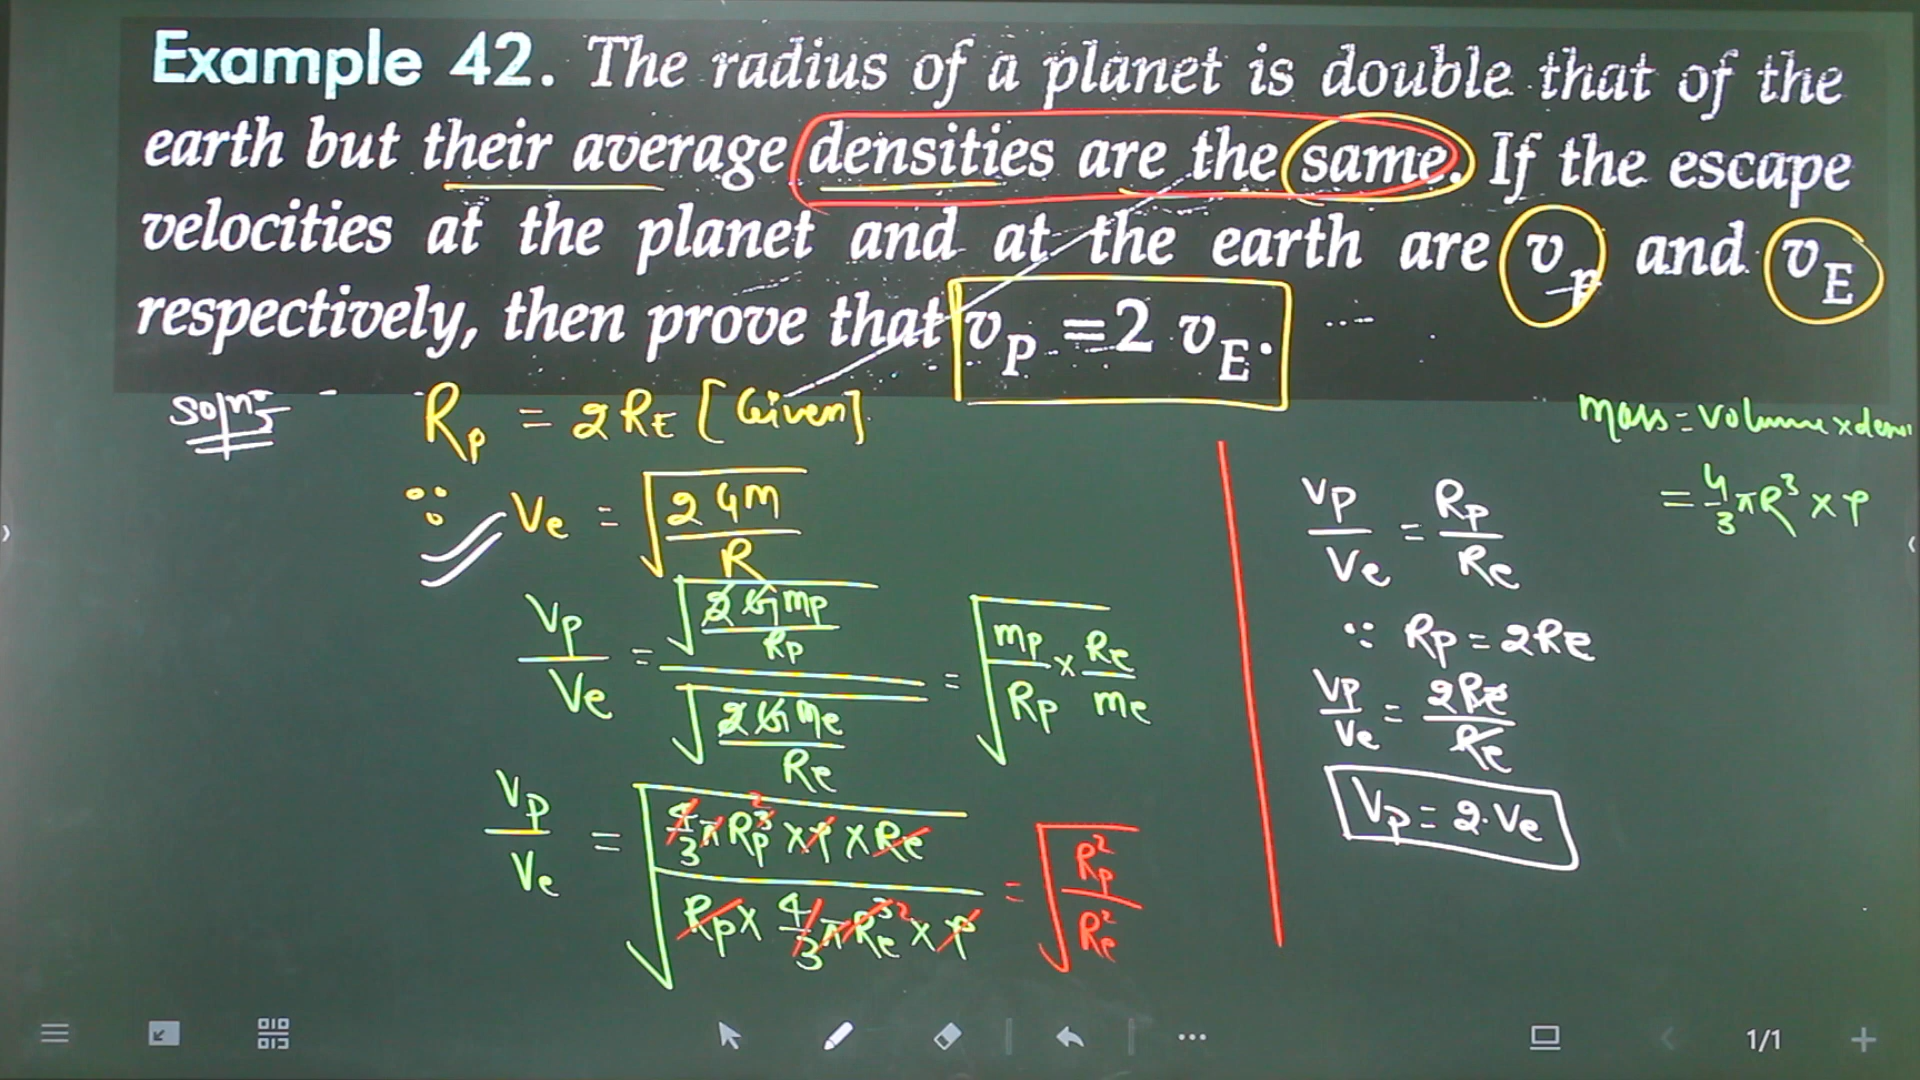 Example 42. The radius of a planet is double that of the
earth but their average densities are the same. If the escape
velocities at the planet and at the earth are v_p and v_E
respectively, then prove that v_P = 2 v_E.
Soln:
R_p = 2R_E [Given]
∵ V_e = √(2GM/R)
V_p/V_e = √(2Gm_p/R_p) / √(2Gm_e/R_e) = √(m_p/R_p × R_e/m_e)
V_p/V_e = √((4/3 π R_p³ × ρ × R_e)/(R_p × 4/3 π R_e³ × ρ)) = √(R_p²/R_e²)
mass = volume × den
= 4/3 π R³ × ρ
V_p/V_e = R_p/R_e
∵ R_p = 2R_e
V_p/V_e = 2R_e/R_e
V_p = 2·V_e
1/1